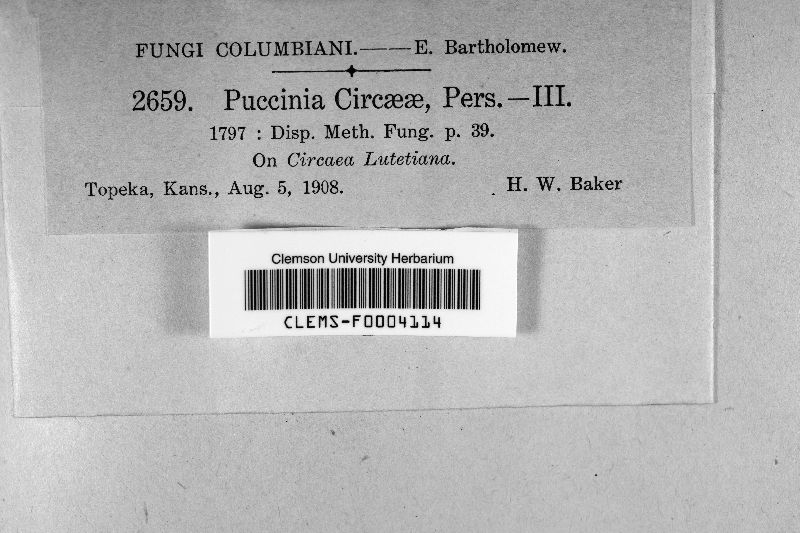 FUNGI COLUMBIANI.——E. Bartholomew.
2659. Puccinia Circææ, Pers.—III.
1797 : Disp. Meth. Fung. p. 39.
On Circaea Lutetiana.
Topeka, Kans., Aug. 5, 1908. H. W. Baker
Clemson University Herbarium
CLEMS-F0004114